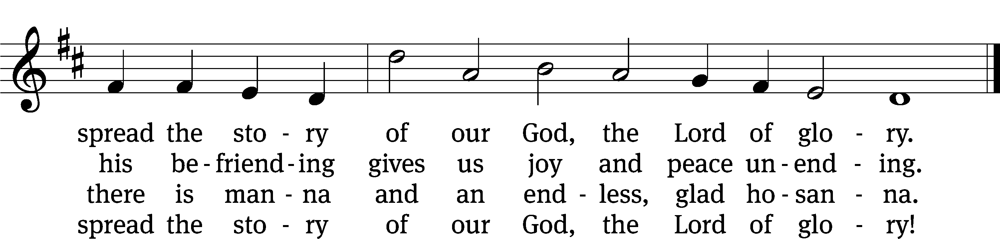 spread the sto - ry of our God, the Lord of glo - ry.
his be - friend - ing gives us joy and peace un - end - ing.
there is man - na and an end - less, glad ho - san - na.
spread the sto - ry of our God, the Lord of glo - ry!